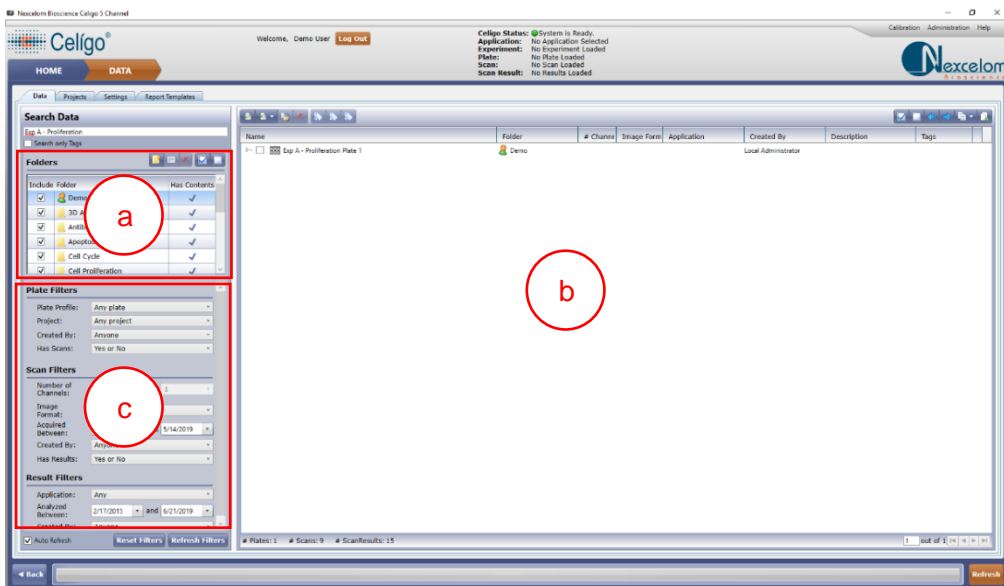 Nexcelom Bioscience Celigo 5 Channel
Calibration Administration Help
Celígo®
Welcome, Demo User Log Out
Celigo Status: System is Ready.
Application: No Application Selected
Experiment: No Experiment Loaded
Plate: No Plate Loaded
Scan: No Scan Loaded
Scan Result: No Results Loaded
Nexcelom
Bioscience
HOME DATA
Data Projects Settings Report Templates
Search Data
Exp A - Proliferation
Search only Tags
Folders
Include Folder Has Contents
Demo
3D A
Antib
Apopto
Cell Cycle
Cell Proliferation
a
Plate Filters
Plate Profile: Any plate
Project: Any project
Created By: Anyone
Has Scans: Yes or No
Scan Filters
Number of
Channels:
Image
Format:
Acquired
Between: 5/14/2019
Created By: Anyone
Has Results: Yes or No
c
Result Filters
Application: Any
Analyzed
Between: 2/17/2015 and 6/21/2019
Created By: Anyone
Auto Refresh Reset Filters Refresh Filters
Name Folder # Channe Image Form Application Created By Description Tags
Exp A - Proliferation Plate 1 Demo Local Administrator
b
# Plates: 1 # Scans: 9 # ScanResults: 15
1 out of 1
Back Refresh